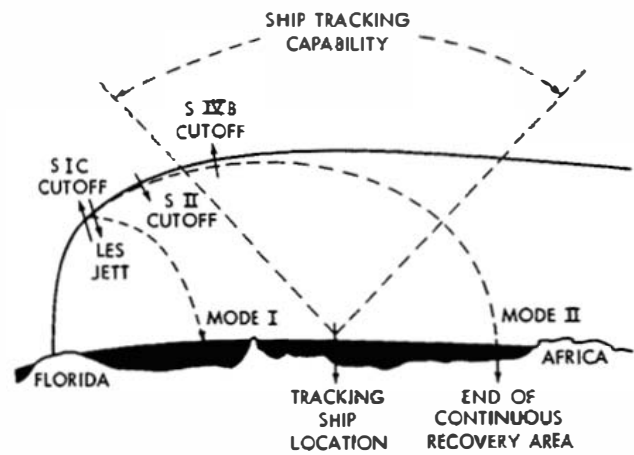 SHIP TRACKING
CAPABILITY
S IVB
CUTOFF
S IC
CUTOFF
S II
CUTOFF
LES
JETT
MODE I
MODE II
FLORIDA
AFRICA
TRACKING
SHIP
LOCATION
END OF
CONTINUOUS
RECOVERY AREA